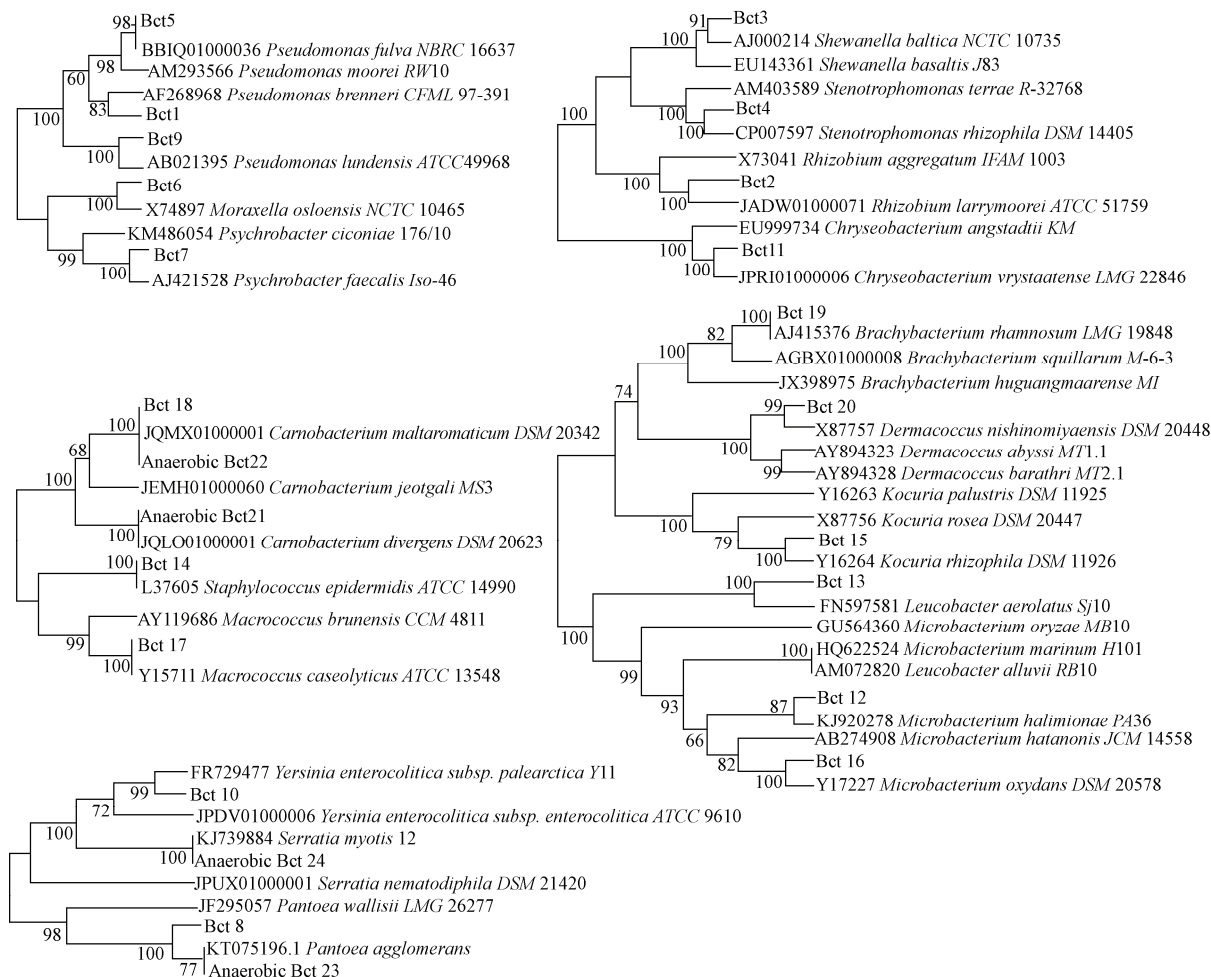 98
Bct5
BBIQ01000036 Pseudomonas fulva NBRC 16637
98
AM293566 Pseudomonas moorei RW10
60
AF268968 Pseudomonas brenneri CFML 97-391
83
Bct1
100
Bct9
100
AB021395 Pseudomonas lundensis ATCC49968
Bct6
100
X74897 Moraxella osloensis NCTC 10465
KM486054 Psychrobacter ciconiae 176/10
99
Bct7
100
AJ421528 Psychrobacter faecalis Iso-46
91
Bct3
100
AJ000214 Shewanella baltica NCTC 10735
EU143361 Shewanella basaltis J83
AM403589 Stenotrophomonas terrae R-32768
100
Bct4
100
CP007597 Stenotrophomonas rhizophila DSM 14405
100
X73041 Rhizobium aggregatum IFAM 1003
100
Bct2
100
JADW01000071 Rhizobium larrymoorei ATCC 51759
EU999734 Chryseobacterium angstadtii KM
100
Bct11
100
JPRI01000006 Chryseobacterium vrystaatense LMG 22846
Bct 18
100
JQMX01000001 Carnobacterium maltaromaticum DSM 20342
68
Anaerobic Bct22
100
JEMH01000060 Carnobacterium jeotgali MS3
Anaerobic Bct21
100
JQLO01000001 Carnobacterium divergens DSM 20623
100
Bct 14
L37605 Staphylococcus epidermidis ATCC 14990
AY119686 Macrococcus brunensis CCM 4811
99
Bct 17
100
Y15711 Macrococcus caseolyticus ATCC 13548
100
Bct 19
82
AJ415376 Brachybacterium rhamnosum LMG 19848
100
AGBX01000008 Brachybacterium squillarum M-6-3
JX398975 Brachybacterium huguangmaarense MI
74
99
Bct 20
X87757 Dermacoccus nishinomiyaensis DSM 20448
100
AY894323 Dermacoccus abyssi MT1.1
99
AY894328 Dermacoccus barathri MT2.1
Y16263 Kocuria palustris DSM 11925
100
X87756 Kocuria rosea DSM 20447
79
Bct 15
100
Y16264 Kocuria rhizophila DSM 11926
100
Bct 13
FN597581 Leucobacter aerolatus Sj10
100
GU564360 Microbacterium oryzae MB10
99
100
HQ622524 Microbacterium marinum H101
AM072820 Leucobacter alluvii RB10
93
87
Bct 12
KJ920278 Microbacterium halimionae PA36
66
AB274908 Microbacterium hatanonis JCM 14558
82
Bct 16
100
Y17227 Microbacterium oxydans DSM 20578
FR729477 Yersinia enterocolitica subsp. palearctica Y11
99
Bct 10
72
JPDV01000006 Yersinia enterocolitica subsp. enterocolitica ATCC 9610
100
KJ739884 Serratia myotis 12
100
Anaerobic Bct 24
JPUX01000001 Serratia nematodiphila DSM 21420
JF295057 Pantoea wallisii LMG 26277
98
Bct 8
100
KT075196.1 Pantoea agglomerans
77
Anaerobic Bct 23